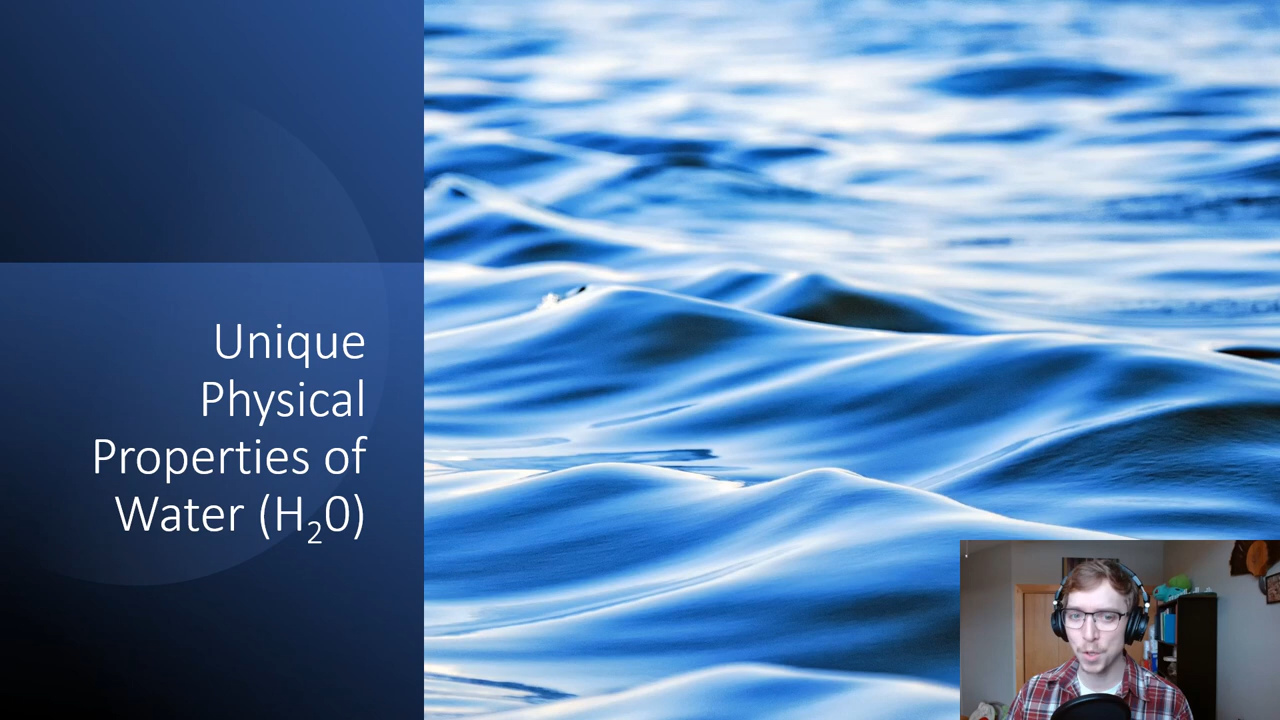 Unique
Physical
Properties of
Water (H₂0)